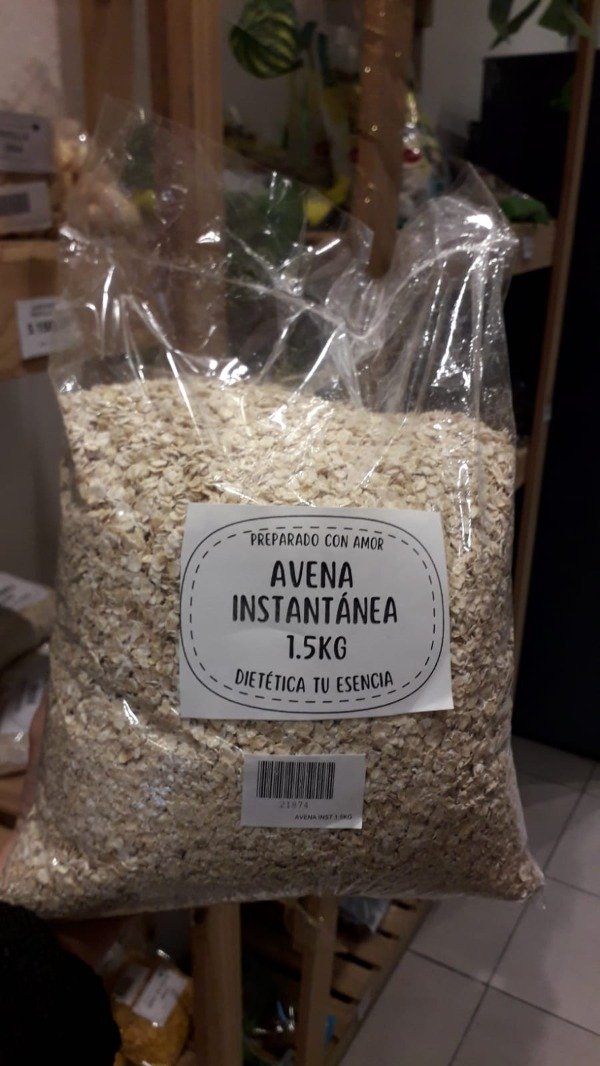 PREPARADO CON AMOR
AVENA
INSTANTÁNEA
1.5KG
DIETÉTICA TU ESENCIA
21874
AVENA INST 1.5KG